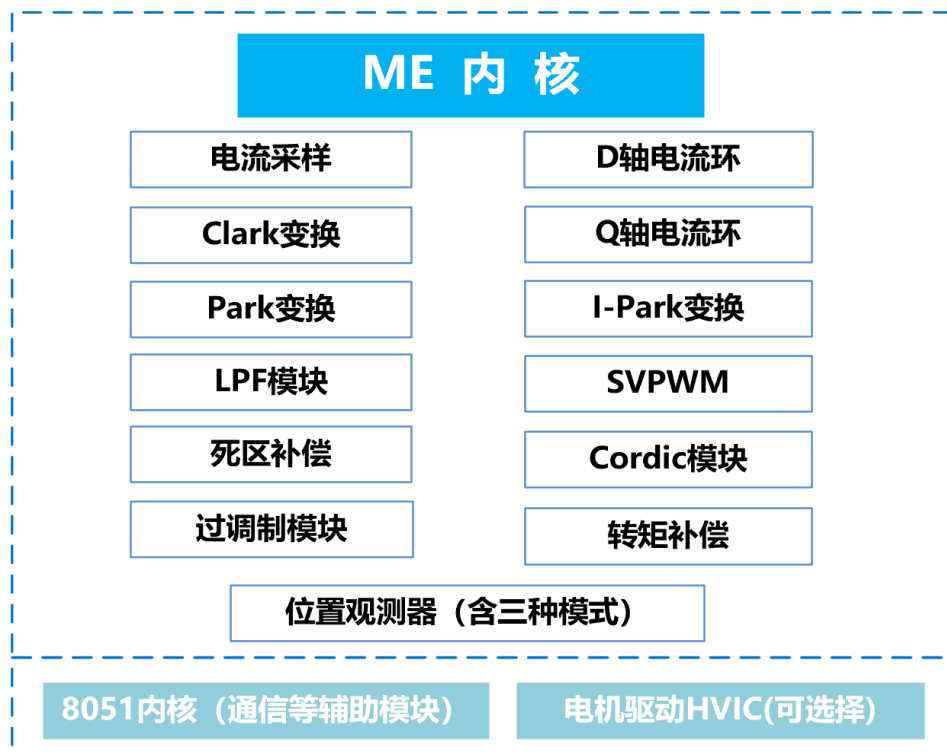 ME 内 核
电流采样
D轴电流环
Clark变换
Q轴电流环
Park变换
I-Park变换
LPF模块
SVPWM
死区补偿
Cordic模块
过调制模块
转矩补偿
位置观测器（含三种模式）
8051内核（通信等辅助模块）
电机驱动HVIC(可选择)